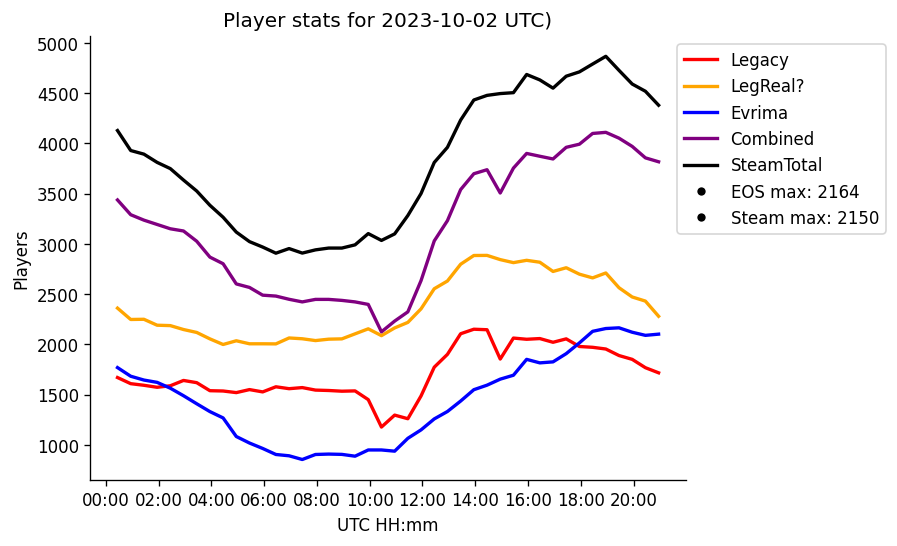 Player stats for 2023-10-02 UTC)
5000
4500
4000
3500
3000
2500
2000
1500
1000
Players
00:00 02:00 04:00 06:00 08:00 10:00 12:00 14:00 16:00 18:00 20:00
UTC HH:mm
Legacy
LegReal?
Evrima
Combined
SteamTotal
EOS max: 2164
Steam max: 2150